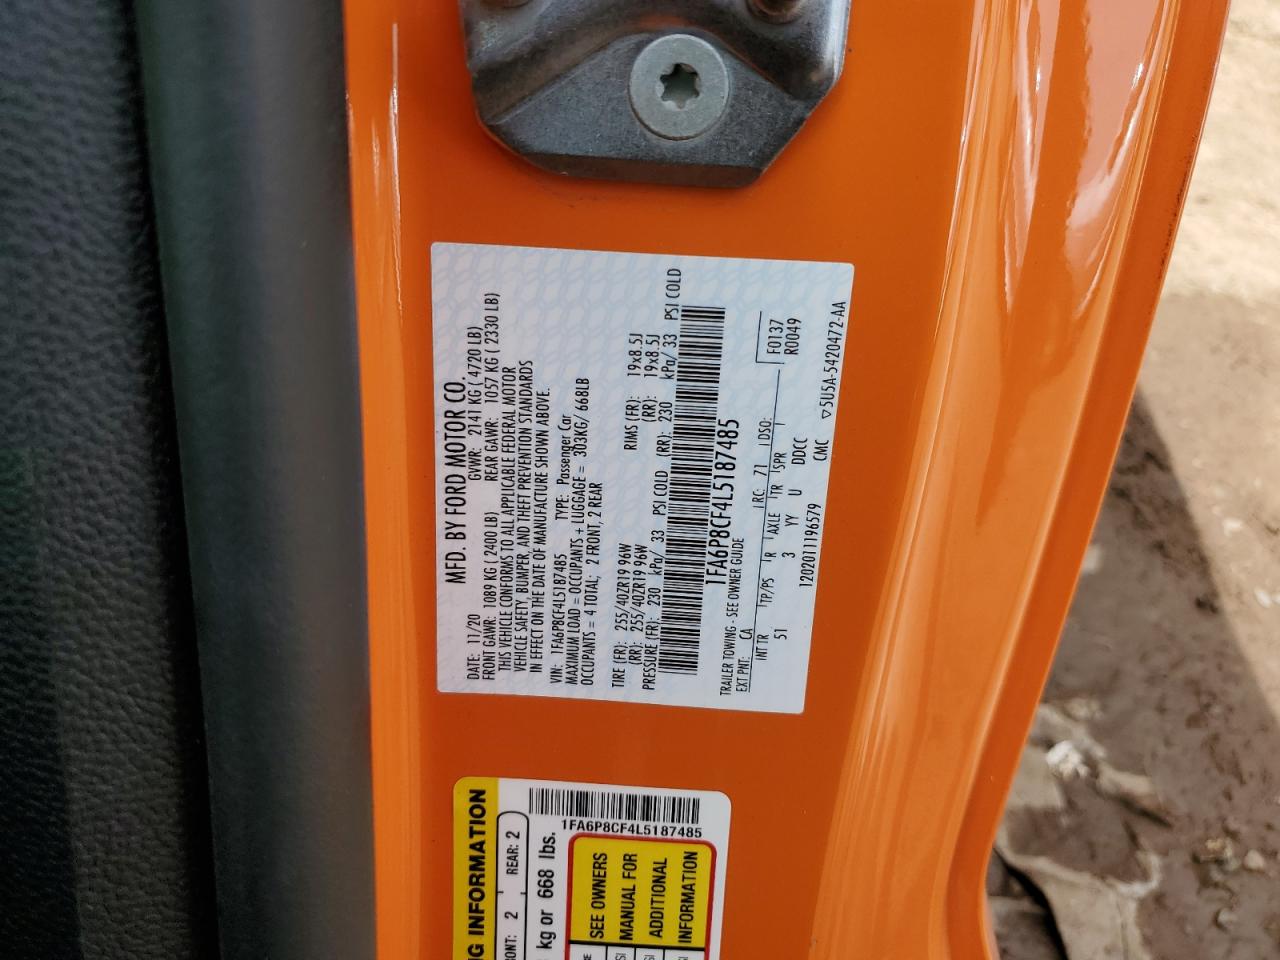 MFD. BY FORD MOTOR CO.
DATE: 11/20 GVWR: 2141 KG ( 4720 LB)
FRONT GAWR: 1089 KG ( 2400 LB) REAR GAWR: 1057 KG ( 2330 LB)
THIS VEHICLE CONFORMS TO ALL APPLICABLE FEDERAL MOTOR
VEHICLE SAFETY, BUMPER, AND THEFT PREVENTION STANDARDS
IN EFFECT ON THE DATE OF MANUFACTURE SHOWN ABOVE.
VIN: 1FA6P8CF4L5187485 TYPE: Passenger Car
MAXIMUM LOAD = OCCUPANTS + LUGGAGE = 303KG/ 668LB
OCCUPANTS = 4 TOTAL; 2 FRONT, 2 REAR
TIRE (FR): 255/40ZR19 96W RIMS (FR): 19x8.5J
(RR): 255/40ZR19 96W (RR): 19x8.5J
PRESSURE (FR): 230 kPa/ 33 PSI COLD (RR): 230 kPa/ 33 PSI COLD
1FA6P8CF4L5187485
TRAILER TOWING - SEE OWNER GUIDE
EXT PNT: CA RC: 71 DSO: F0137
INT TR TP/PS R AXLE TR SPR R0049
51 3 YY U DDCC
1202011196579 CMC ▽5U5A-5420472-AA
NG INFORMATION
RONT: 2 REAR: 2
kg or 668 lbs.
1FA6P8CF4L5187485
SEE OWNERS
MANUAL FOR
ADDITIONAL
INFORMATION